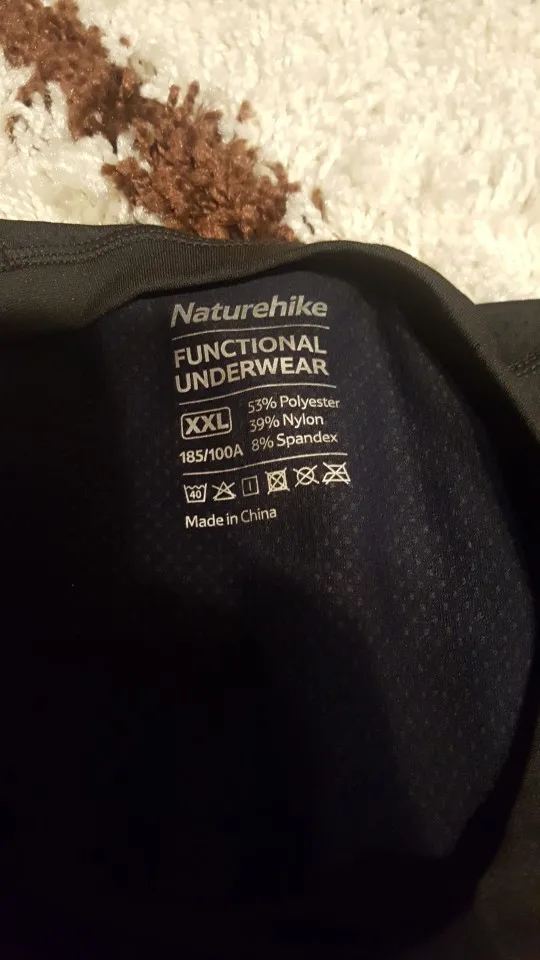 Naturehike
FUNCTIONAL
UNDERWEAR
XXL
185/100A
53% Polyester
39% Nylon
8% Spandex
40
Made in China